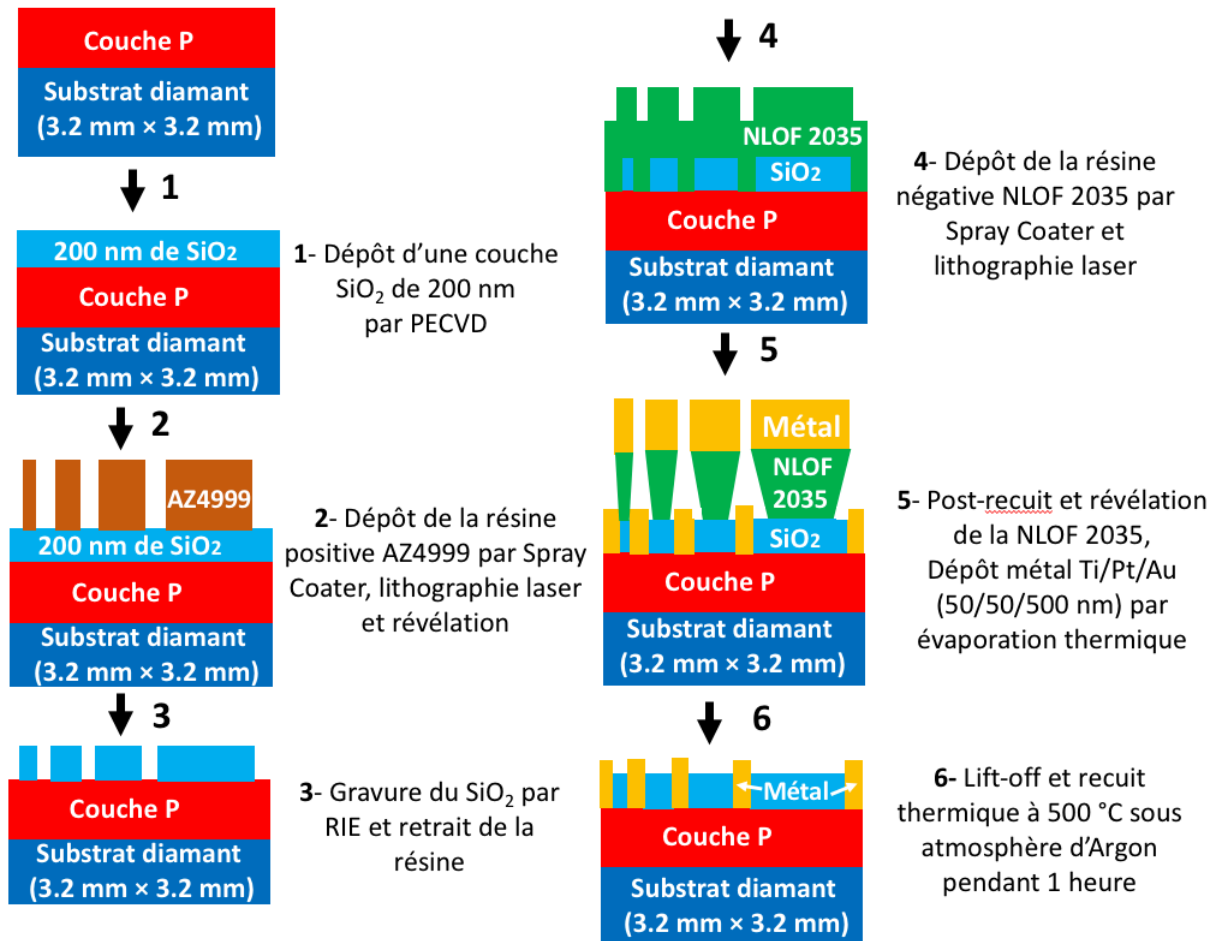 Couche P
Substrat diamant
(3.2 mm × 3.2 mm)
1
200 nm de SiO2
Couche P
Substrat diamant
(3.2 mm × 3.2 mm)
1- Dépôt d'une couche
SiO₂ de 200 nm
par PECVD
2
AZ4999
200 nm de SiO2
Couche P
Substrat diamant
(3.2 mm × 3.2 mm)
2- Dépôt de la résine
positive AZ4999 par Spray
Coater, lithographie laser
et révélation
3
Couche P
Substrat diamant
(3.2 mm × 3.2 mm)
3- Gravure du SiO₂ par
RIE et retrait de la
résine
4
NLOF 2035
SiO2
Couche P
Substrat diamant
(3.2 mm × 3.2 mm)
4- Dépôt de la résine
négative NLOF 2035 par
Spray Coater et
lithographie laser
5
Métal
NLOF
2035
SiO2
Couche P
Substrat diamant
(3.2 mm × 3.2 mm)
5- Post-recuit et révélation
de la NLOF 2035,
Dépôt métal Ti/Pt/Au
(50/50/500 nm) par
évaporation thermique
6
Métal
Couche P
Substrat diamant
(3.2 mm × 3.2 mm)
6- Lift-off et recuit
thermique à 500 °C sous
atmosphère d'Argon
pendant 1 heure